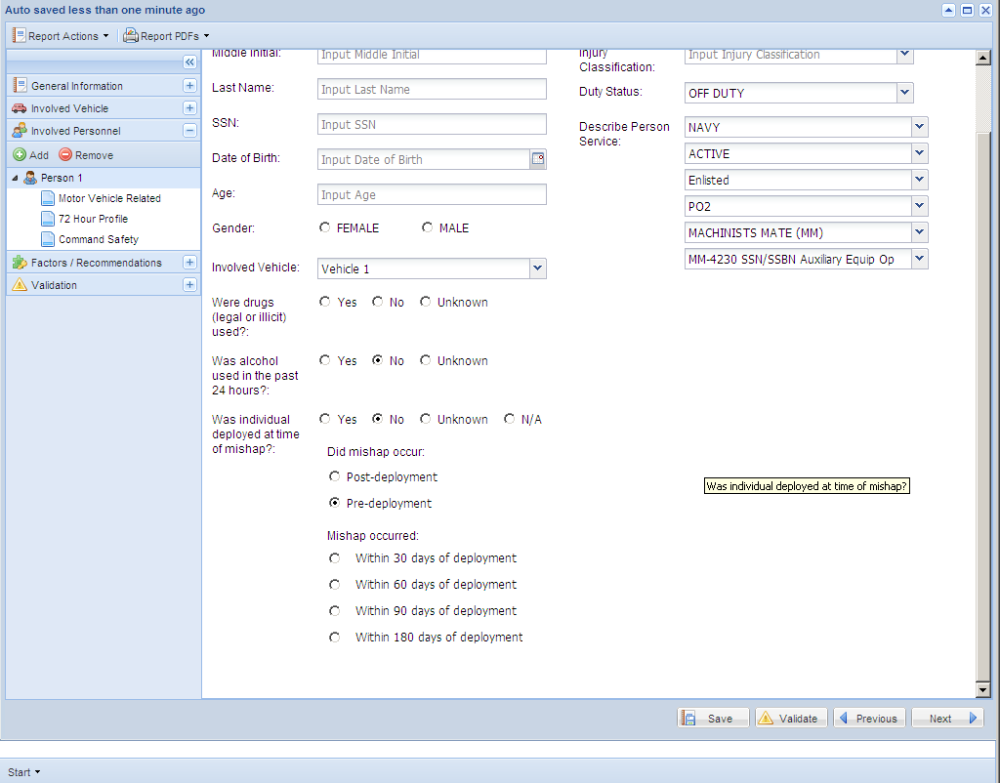 Auto saved less than one minute ago
Report Actions
Report PDFs
General Information
Involved Vehicle
Involved Personnel
Add
Remove
Person 1
Motor Vehicle Related
72 Hour Profile
Command Safety
Factors / Recommendations
Validation
Middle Initial:
Input Middle Initial
Last Name:
Input Last Name
SSN:
Input SSN
Date of Birth:
Input Date of Birth
Age:
Input Age
Gender:
FEMALE
MALE
Involved Vehicle:
Vehicle 1
Were drugs
(legal or illicit)
used?:
Yes
No
Unknown
Was alcohol
used in the past
24 hours?:
Yes
No
Unknown
Was individual
deployed at time
of mishap?:
Yes
No
Unknown
N/A
Did mishap occur:
Post-deployment
Pre-deployment
Mishap occurred:
Within 30 days of deployment
Within 60 days of deployment
Within 90 days of deployment
Within 180 days of deployment
Injury
Classification:
Input Injury Classification
Duty Status:
OFF DUTY
Describe Person
Service:
NAVY
ACTIVE
Enlisted
PO2
MACHINISTS MATE (MM)
MM-4230 SSN/SSBN Auxiliary Equip Op
Was individual deployed at time of mishap?
Save
Validate
Previous
Next
Start